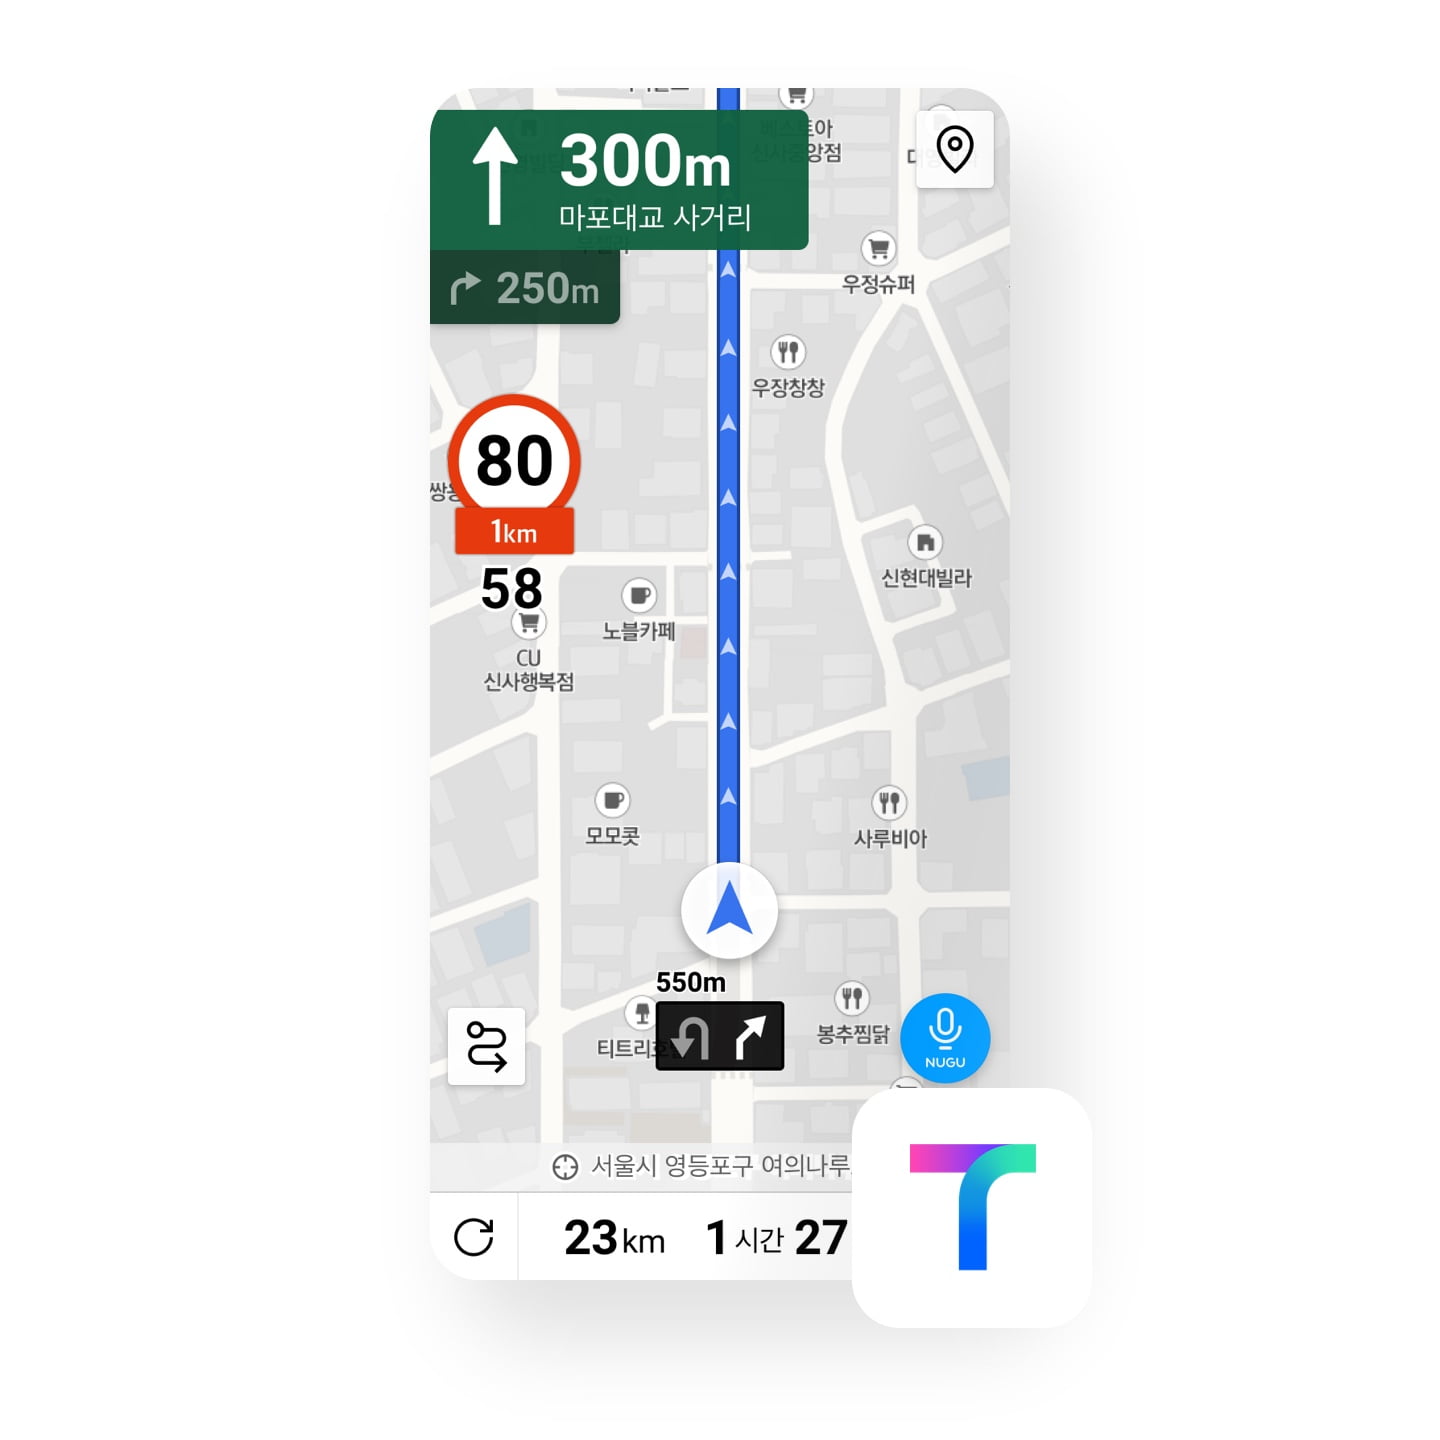 300m
마포대교 사거리
250m
베스토아
신사중앙점
우정슈퍼
우장창창
80
1km
58
신현대빌라
노블카페
CU
신사행복점
모모콧
사루비아
550m
봉추찜닭
티트리호텔
NUGU
서울시 영등포구 여의나루
23km 1시간 27